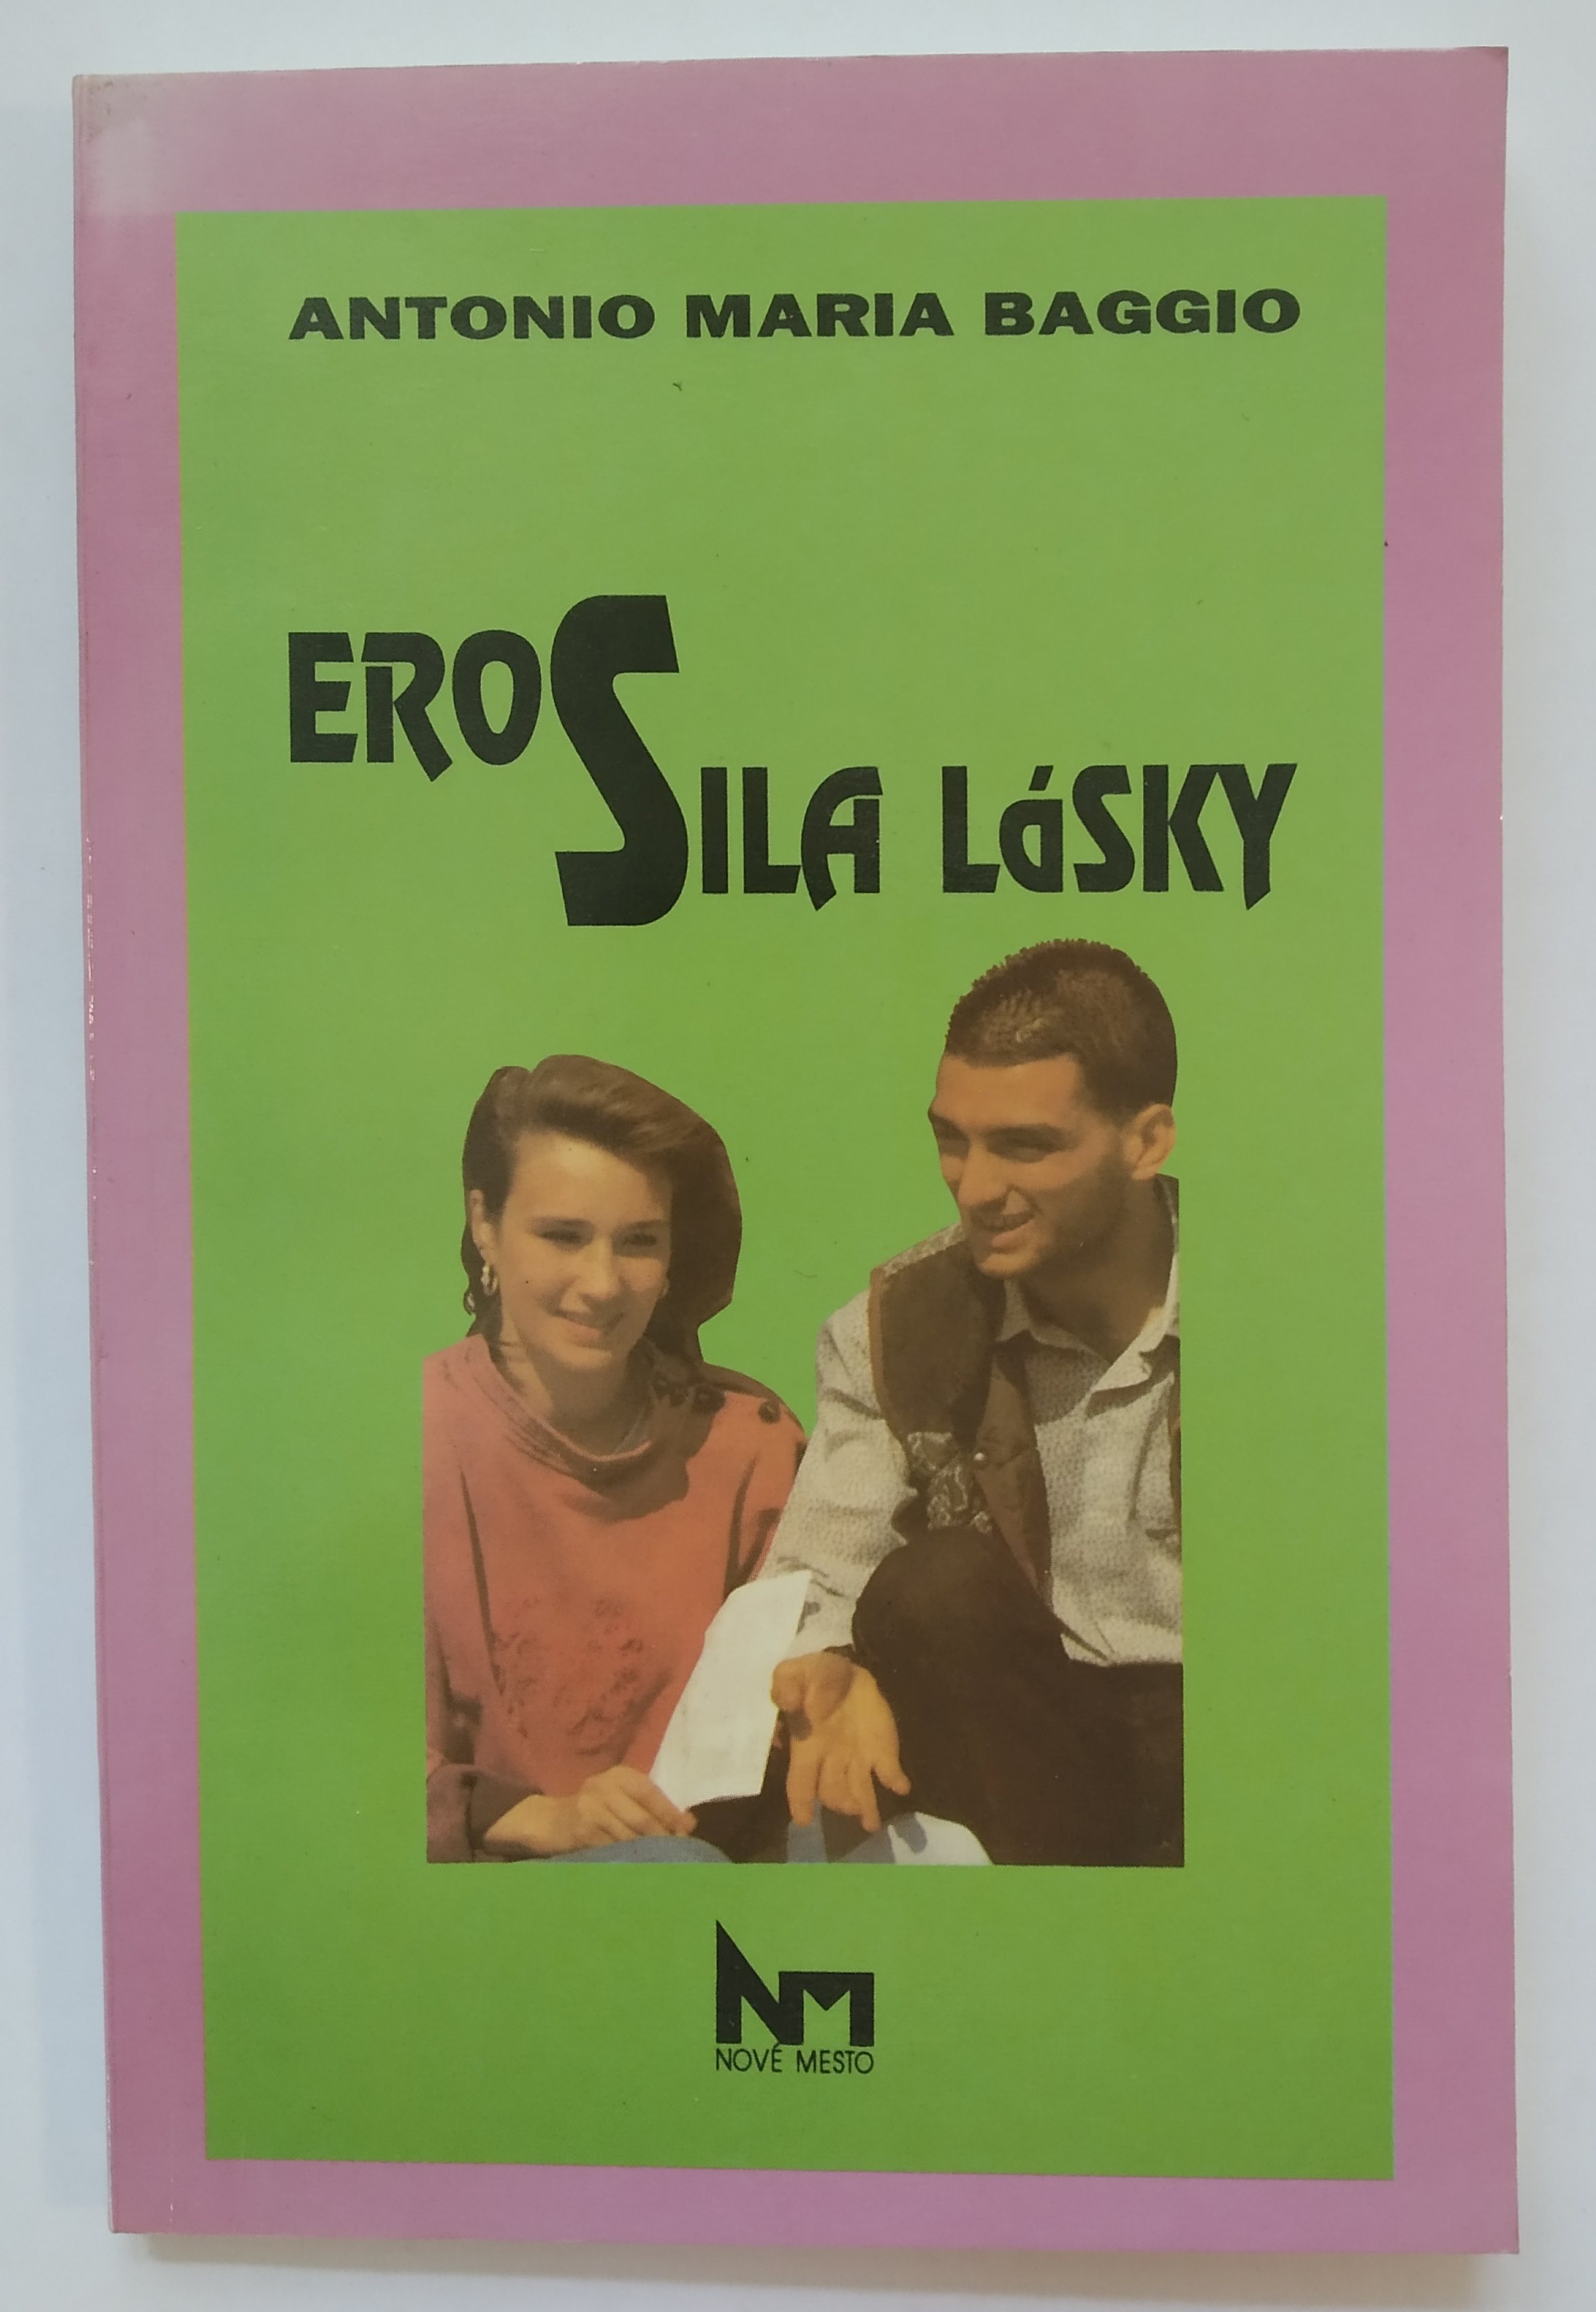 ANTONIO MARIA BAGGIO
EROS
SILA LáSKY
NM
NOVÉ MESTO